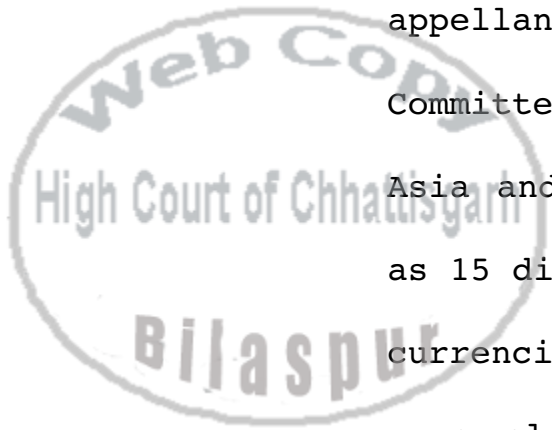 appellan
Committe
Asia and
as 15 di
currenci
Web Copy
High Court of Chhattisgarh
Bilaspur